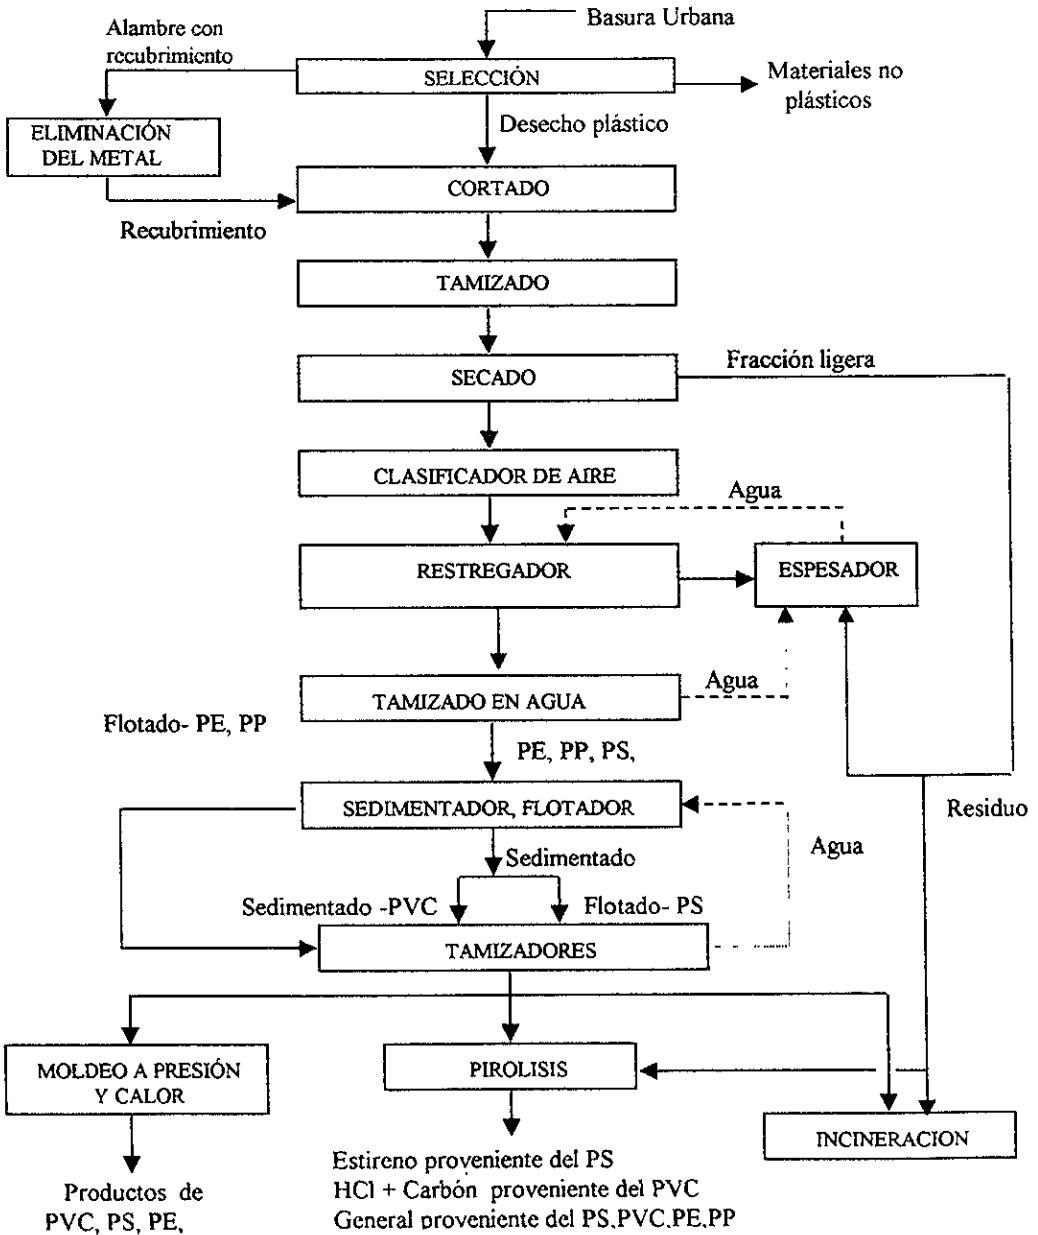 Basura Urbana
Alambre con
recubrimiento
SELECCIÓN
Materiales no
plásticos
Desecho plástico
ELIMINACIÓN
DEL METAL
CORTADO
Recubrimiento
TAMIZADO
Fracción ligera
SECADO
CLASIFICADOR DE AIRE
Agua
RESTREGADOR
ESPESADOR
Agua
TAMIZADO EN AGUA
Flotado- PE, PP
PE, PP, PS,
SEDIMENTADOR, FLOTADOR
Residuo
Agua
Sedimentado
Sedimentado -PVC
Flotado- PS
TAMIZADORES
MOLDEO A PRESIÓN
Y CALOR
PIROLISIS
INCINERACION
Estireno proveniente del PS
HCl + Carbón proveniente del PVC
General proveniente del PS,PVC,PE,PP
Productos de
PVC, PS, PE,